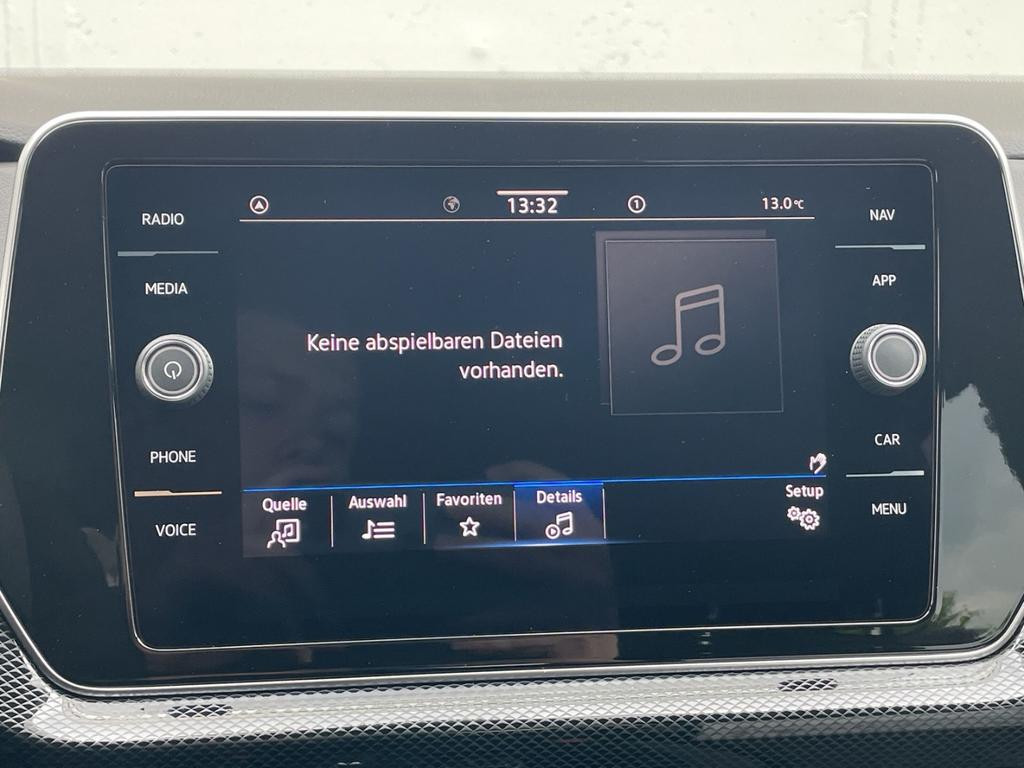 RADIO
MEDIA
PHONE
VOICE
13:32
1
13.0°C
Keine abspielbaren Dateien
vorhanden.
Quelle
Auswahl
Favoriten
Details
Setup
NAV
APP
CAR
MENU